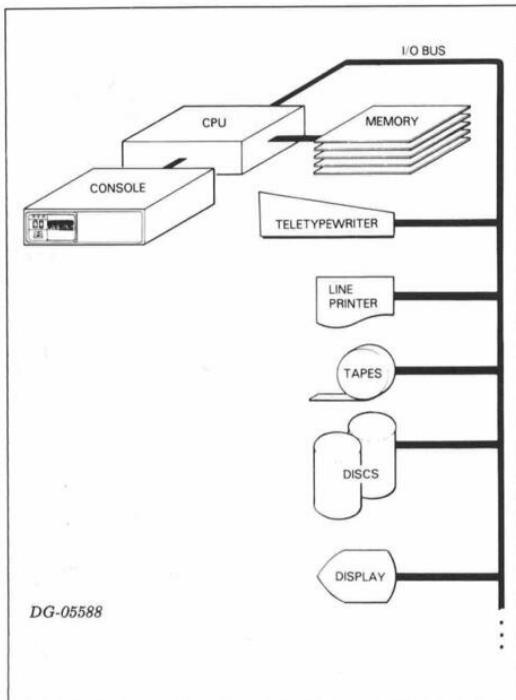 I/O BUS
CPU
MEMORY
CONSOLE
TELETYPEWRITER
LINE
PRINTER
TAPES
DISCS
DISPLAY
DG-05588